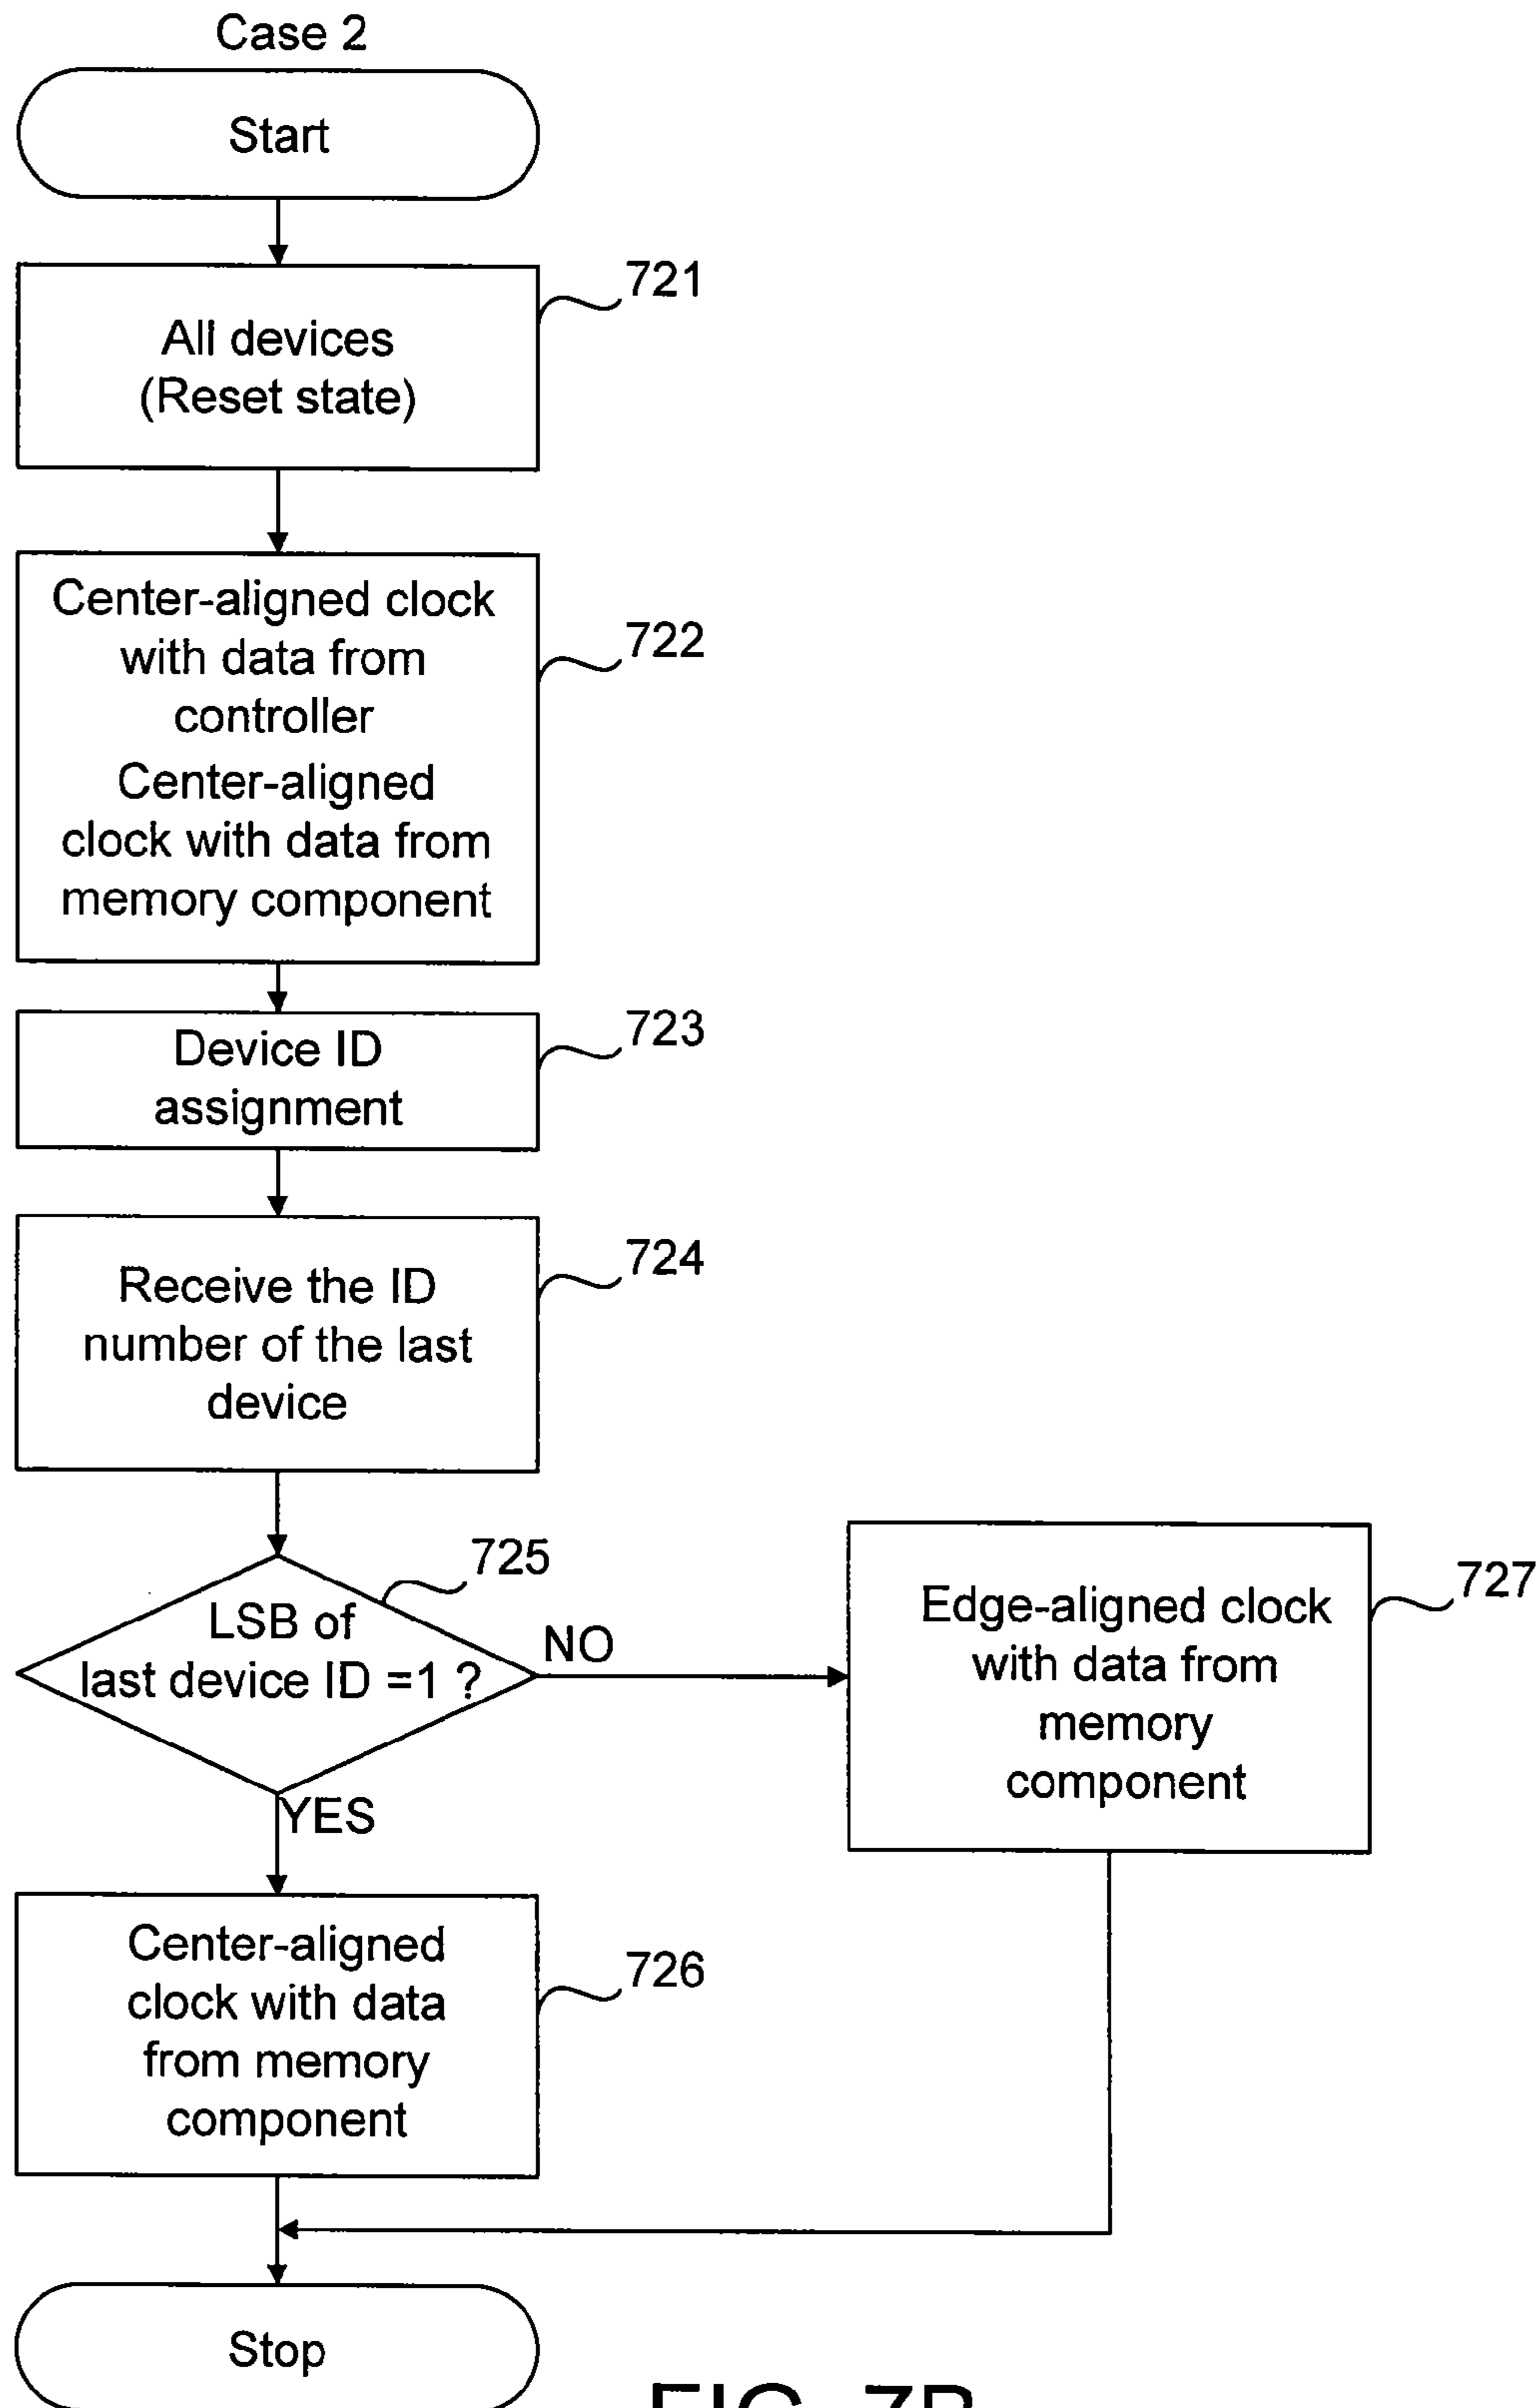 Case 2
Start
721
All devices
(Reset state)
722
Center-aligned clock
with data from
controller
Center-aligned
clock with data from
memory component
723
Device ID
assignment
724
Receive the ID
number of the last
device
725
LSB of
last device ID =1 ?
NO
727
Edge-aligned clock
with data from
memory
component
YES
726
Center-aligned
clock with data
from memory
component
Stop
FIG. 7B